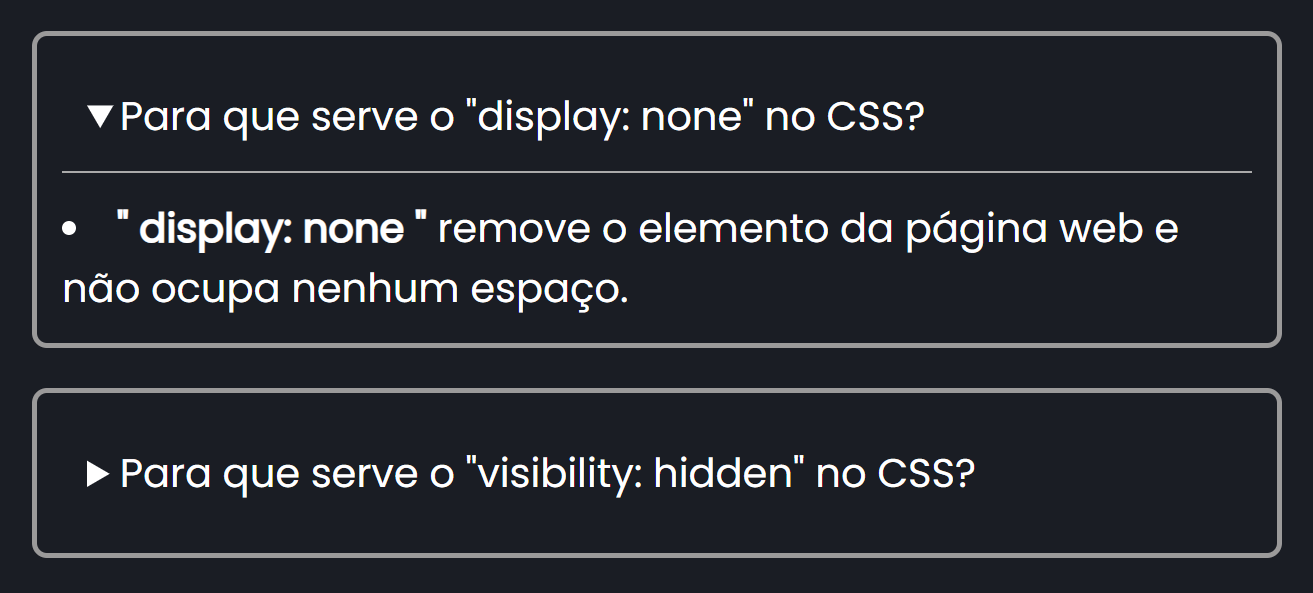 ▼Para que serve o "display: none" no CSS?
• " display: none " remove o elemento da página web e
não ocupa nenhum espaço.
▶ Para que serve o "visibility: hidden" no CSS?